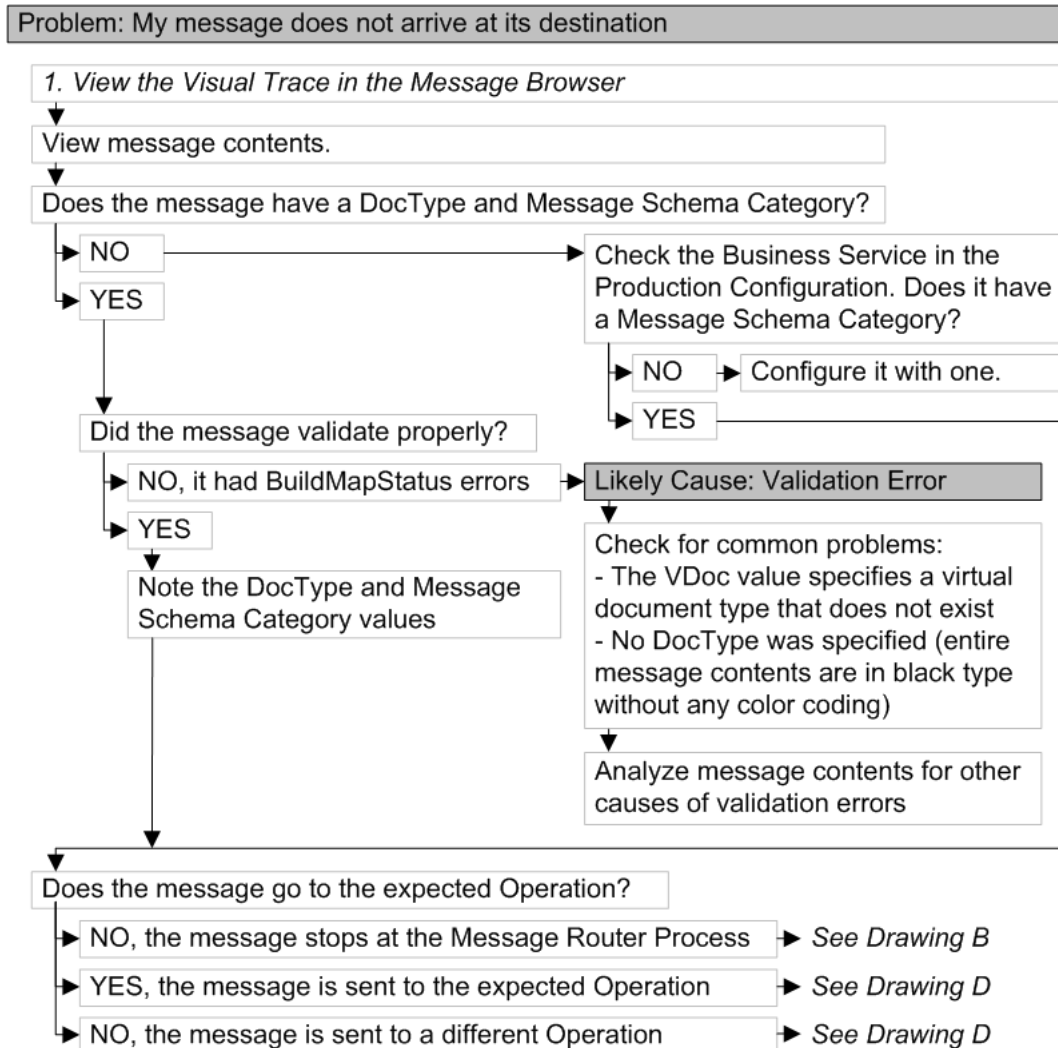 Problem: My message does not arrive at its destination
1. View the Visual Trace in the Message Browser
View message contents.
Does the message have a DocType and Message Schema Category?
NO
Check the Business Service in the
Production Configuration. Does it have
a Message Schema Category?
YES
NO
Configure it with one.
YES
Did the message validate properly?
NO, it had BuildMapStatus errors
Likely Cause: Validation Error
YES
Check for common problems:
- The VDoc value specifies a virtual
document type that does not exist
- No DocType was specified (entire
message contents are in black type
without any color coding)
Note the DocType and Message
Schema Category values
Analyze message contents for other
causes of validation errors
Does the message go to the expected Operation?
NO, the message stops at the Message Router Process
See Drawing B
YES, the message is sent to the expected Operation
See Drawing D
NO, the message is sent to a different Operation
See Drawing D